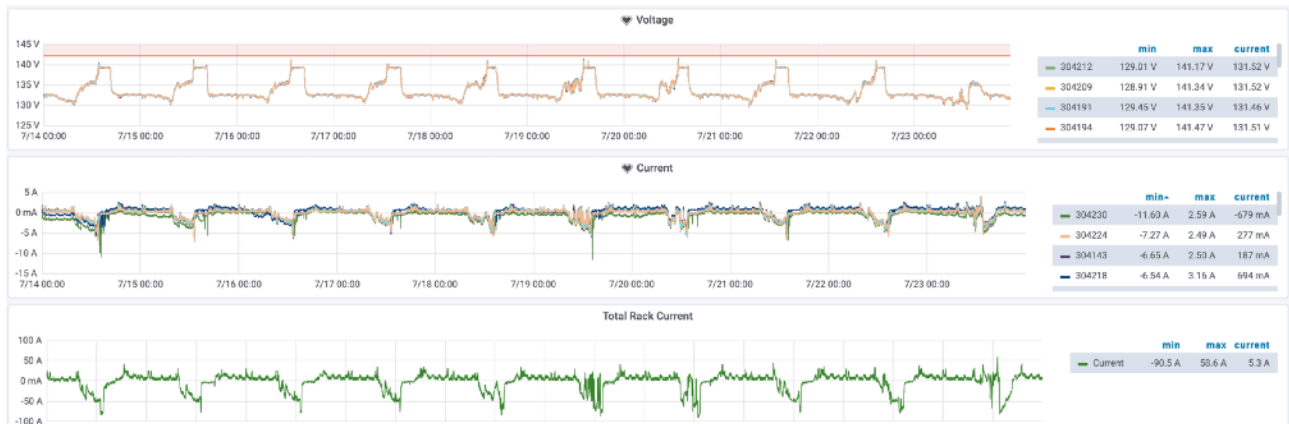 Voltage
145 V
140 V
135 V
130 V
125 V
7/14 00:00 7/15 00:00 7/16 00:00 7/17 00:00 7/18 00:00 7/19 00:00 7/20 00:00 7/21 00:00 7/22 00:00 7/23 00:00
min max current
304212 129.01 V 141.17 V 131.52 V
304209 128.91 V 141.34 V 131.52 V
304191 129.45 V 141.35 V 131.46 V
304194 129.07 V 141.47 V 131.51 V
Current
5 A
0 mA
-5 A
-10 A
-15 A
7/14 00:00 7/15 00:00 7/16 00:00 7/17 00:00 7/18 00:00 7/19 00:00 7/20 00:00 7/21 00:00 7/22 00:00 7/23 00:00
min max current
304230 -11.60 A 2.59 A -679 mA
304224 -7.27 A 2.49 A 277 mA
304143 -6.65 A 2.50 A 187 mA
304218 -6.54 A 3.16 A 694 mA
Total Rack Current
100 A
50 A
0 mA
-50 A
-100 A
min max current
Current -90.5 A 58.6 A 5.3 A